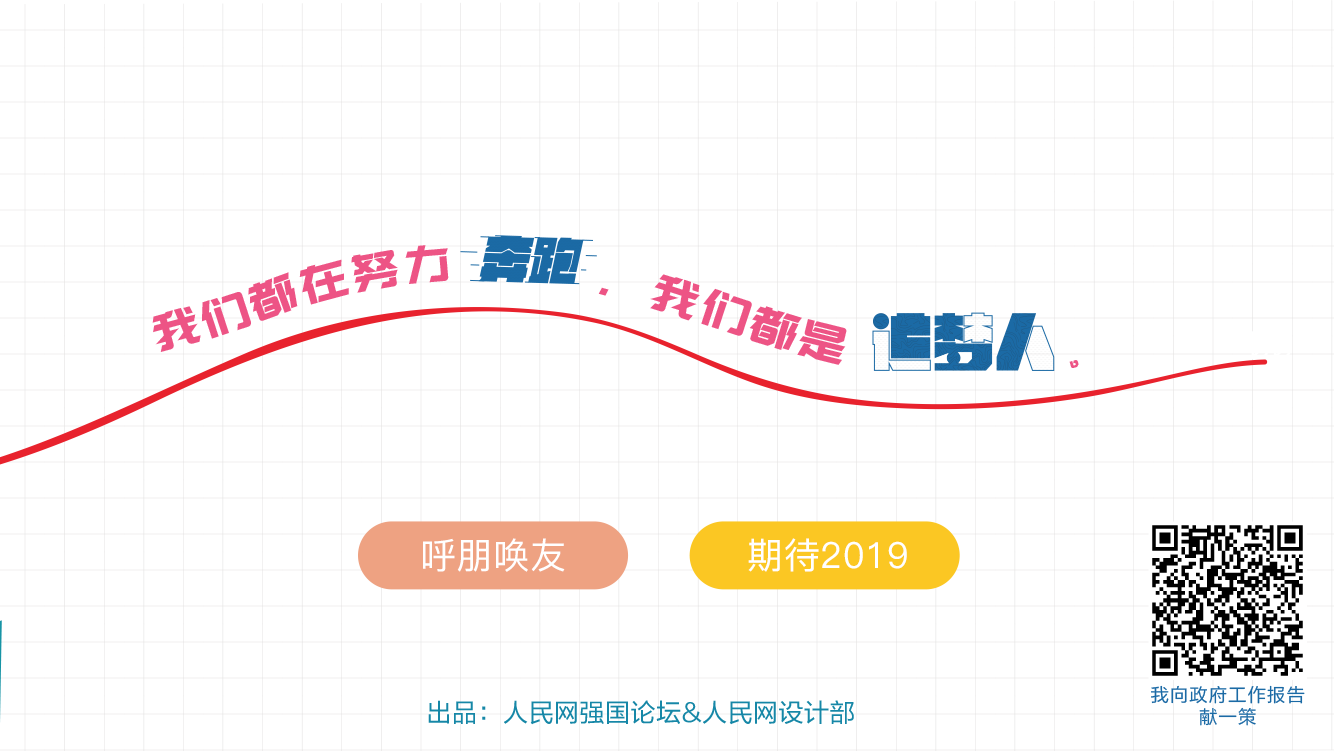 我们都在努力奔跑，我们都是追梦人。
呼朋唤友
期待2019
出品：人民网强国论坛&人民网设计部
我向政府工作报告
献一策